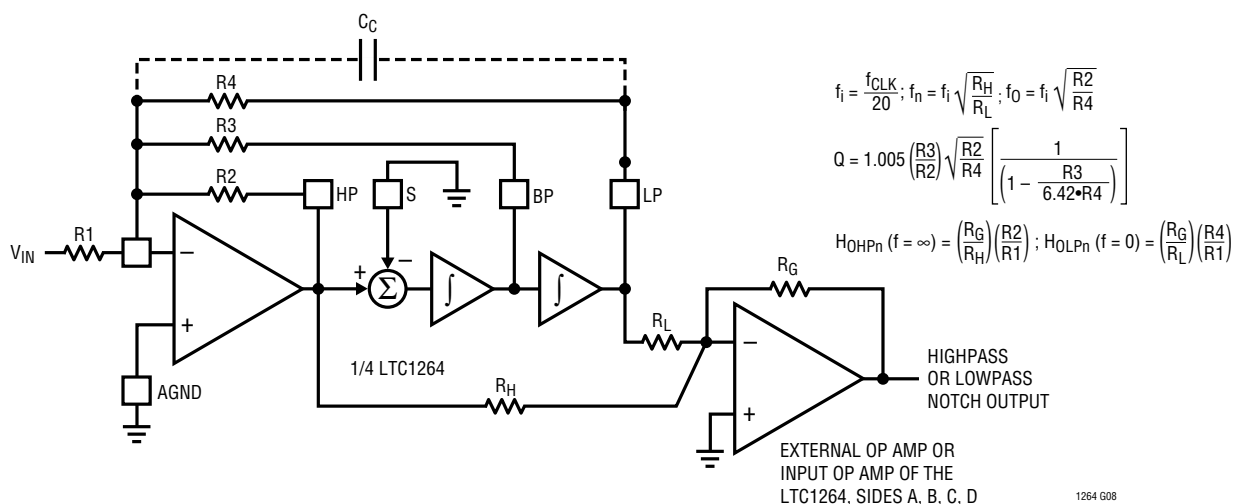 C_C
R4
R3
R2
HP
S
BP
LP
V_IN
R1
−
+
AGND
+
−
Σ
∫
∫
1/4 LTC1264
R_L
R_H
R_G
−
+
HIGHPASS
OR LOWPASS
NOTCH OUTPUT
EXTERNAL OP AMP OR
INPUT OP AMP OF THE
LTC1264, SIDES A, B, C, D
f_i = f_CLK/20; f_n = f_i √(R_H/R_L); f_O = f_i √(R2/R4)
Q = 1.005 (R3/R2) √(R2/R4) [1/(1 − R3/(6.42•R4))]
H_OHPn (f = ∞) = (R_G/R_H)(R2/R1); H_OLPn (f = 0) = (R_G/R_L)(R4/R1)
1264 G08